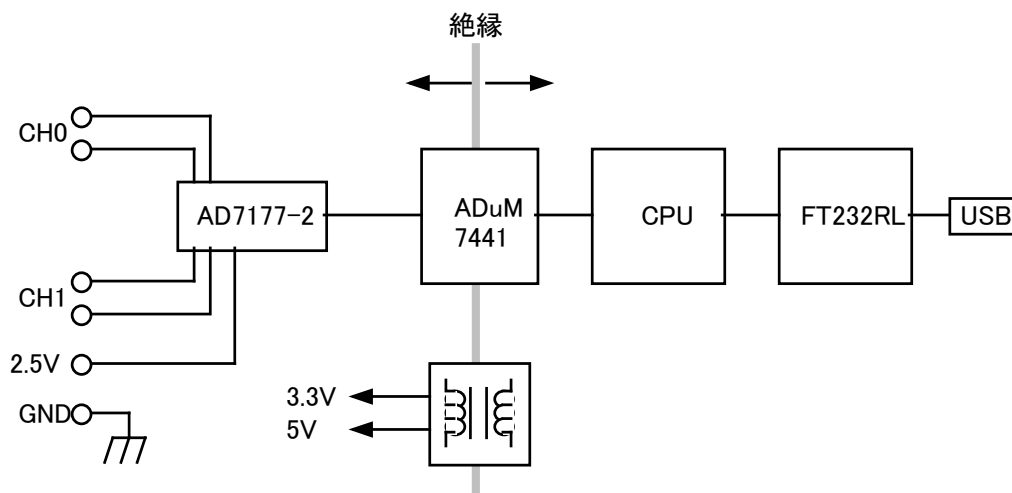 絶縁
CH0
AD7177-2
ADuM
7441
CPU
FT232RL
USB
CH1
2.5V
GND
3.3V
5V